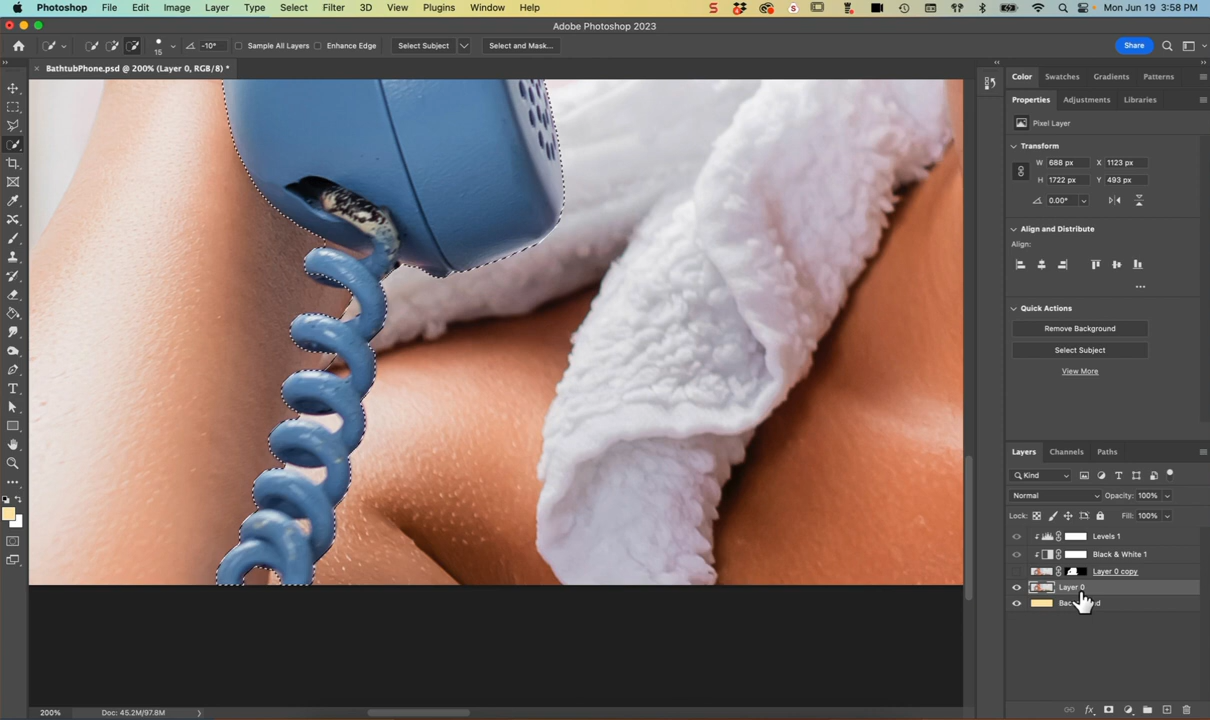 Photoshop File Edit Image Layer Type Select Filter 3D View Plugins Window Help Mon Jun 19 3:58 PM
Adobe Photoshop 2023
15 -10° Sample All Layers Enhance Edge Select Subject Select and Mask... Share
BathtubPhone.psd @ 200% (Layer 0, RGB/8) *
Color Swatches Gradients Patterns
Properties Adjustments Libraries
Pixel Layer
Transform
W 688 px X 1123 px
H 1722 px Y 493 px
0.00°
Align and Distribute
Align:
Quick Actions
Remove Background
Select Subject
View More
Layers Channels Paths
Kind
Normal Opacity: 100%
Lock: Fill: 100%
Levels 1
Black & White 1
Layer 0 copy
Layer 0
200% Doc: 45.2M/97.8M